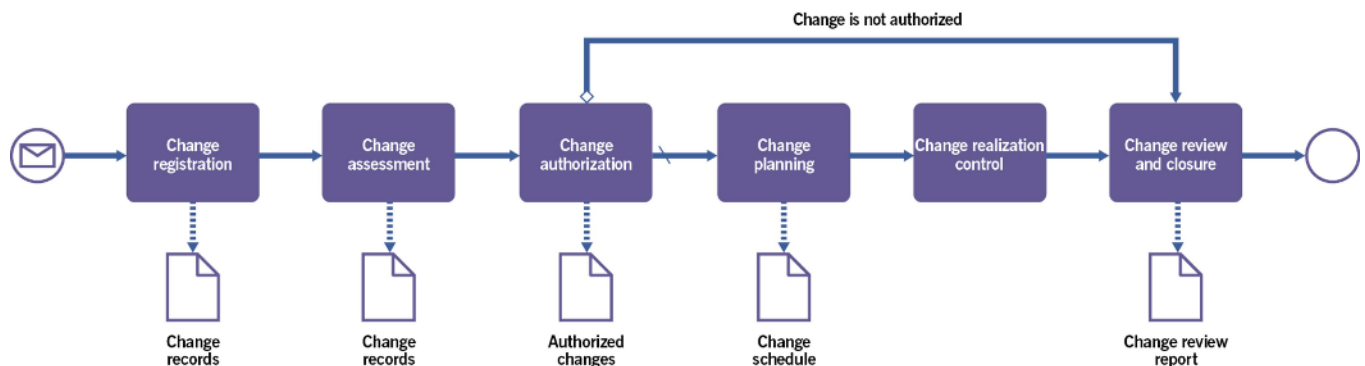 Change is not authorized
Change
registration
Change
assessment
Change
authorization
Change
planning
Change realization
control
Change review
and closure
Change
records
Change
records
Authorized
changes
Change
schedule
Change review
report